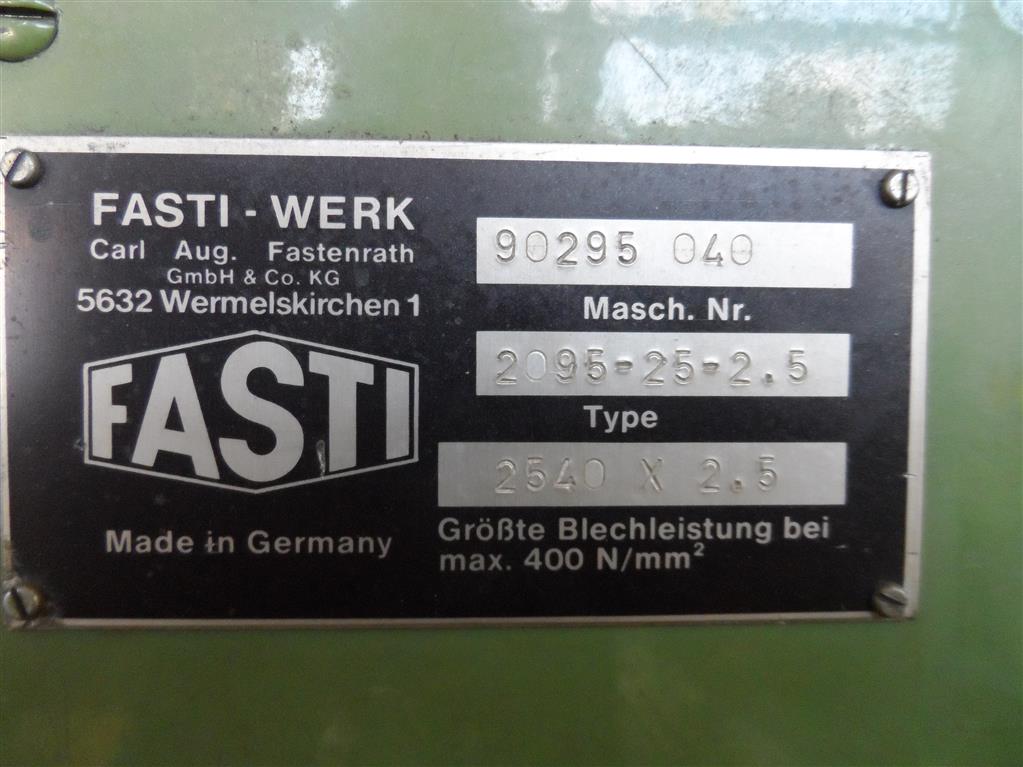 FASTI - WERK
Carl Aug. Fastenrath
GmbH & Co. KG
5632 Wermelskirchen 1
FASTI
Made in Germany
90295 040
Masch. Nr.
2095-25-2.5
Type
2540 X 2.5
Größte Blechleistung bei
max. 400 N/mm²